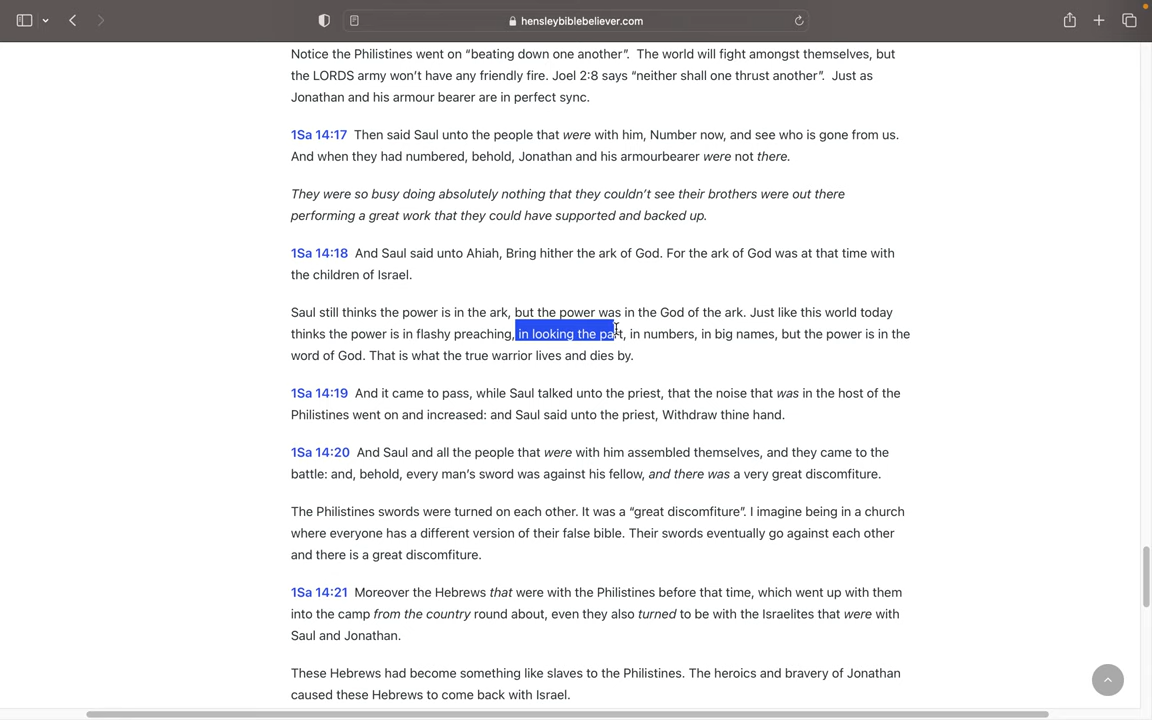 hensleybiblebeliever.com
Notice the Philistines went on “beating down one another”.  The world will fight amongst themselves, but
the LORDS army won’t have any friendly fire. Joel 2:8 says “neither shall one thrust another”.  Just as
Jonathan and his armour bearer are in perfect sync.
1Sa 14:17  Then said Saul unto the people that were with him, Number now, and see who is gone from us.
And when they had numbered, behold, Jonathan and his armourbearer were not there.
They were so busy doing absolutely nothing that they couldn’t see their brothers were out there
performing a great work that they could have supported and backed up.
1Sa 14:18  And Saul said unto Ahiah, Bring hither the ark of God. For the ark of God was at that time with
the children of Israel.
Saul still thinks the power is in the ark, but the power was in the God of the ark. Just like this world today
thinks the power is in flashy preaching, in looking the part, in numbers, in big names, but the power is in the
word of God. That is what the true warrior lives and dies by.
1Sa 14:19  And it came to pass, while Saul talked unto the priest, that the noise that was in the host of the
Philistines went on and increased: and Saul said unto the priest, Withdraw thine hand.
1Sa 14:20  And Saul and all the people that were with him assembled themselves, and they came to the
battle: and, behold, every man’s sword was against his fellow, and there was a very great discomfiture.
The Philistines swords were turned on each other. It was a “great discomfiture”. I imagine being in a church
where everyone has a different version of their false bible. Their swords eventually go against each other
and there is a great discomfiture.
1Sa 14:21  Moreover the Hebrews that were with the Philistines before that time, which went up with them
into the camp from the country round about, even they also turned to be with the Israelites that were with
Saul and Jonathan.
These Hebrews had become something like slaves to the Philistines. The heroics and bravery of Jonathan
caused these Hebrews to come back with Israel.